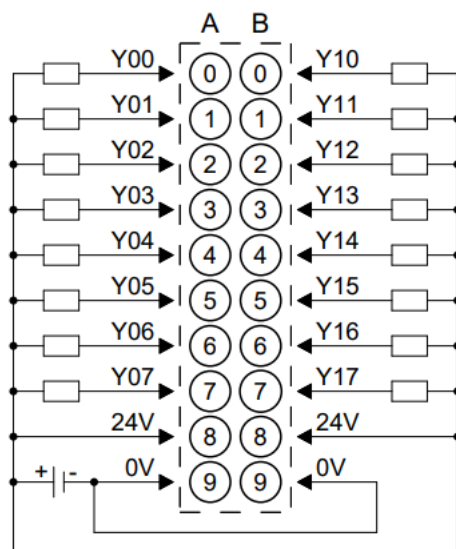 A B
Y00 0 0 Y10
Y01 1 1 Y11
Y02 2 2 Y12
Y03 3 3 Y13
Y04 4 4 Y14
Y05 5 5 Y15
Y06 6 6 Y16
Y07 7 7 Y17
24V 8 8 24V
+ - 0V 9 9 0V